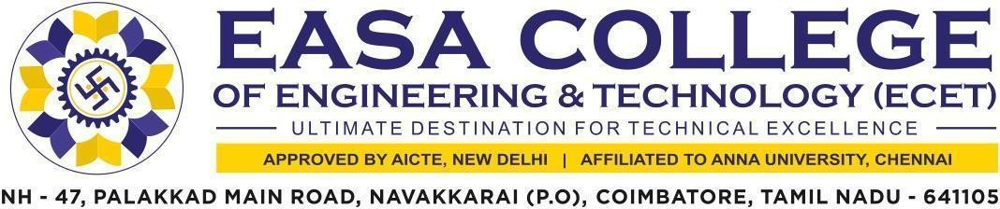 EASA COLLEGE
OF ENGINEERING & TECHNOLOGY (ECET)
ULTIMATE DESTINATION FOR TECHNICAL EXCELLENCE
APPROVED BY AICTE, NEW DELHI | AFFILIATED TO ANNA UNIVERSITY, CHENNAI
NH - 47, PALAKKAD MAIN ROAD, NAVAKKARAI (P.O), COIMBATORE, TAMIL NADU - 641105